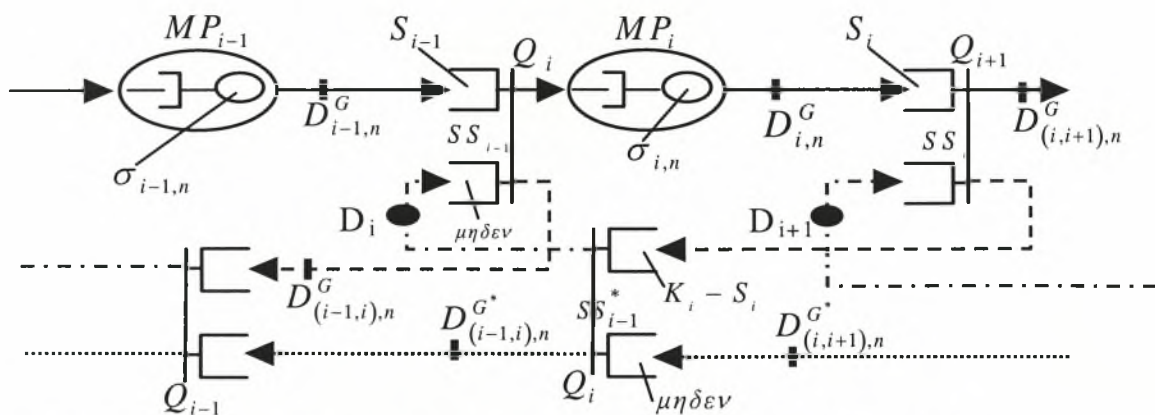 MP_{i-1}
S_{i-1}
Q_i
MP_i
S_i
Q_{i+1}
D^G_{i-1,n}
SS_{i-1}
D^G_{i,n}
SS_i
D^G_{(i,i+1),n}
σ_{i-1,n}
σ_{i,n}
D_i
μηδεν
D_{i+1}
D^G_{(i-1,i),n}
D^{G*}_{(i-1,i),n}
SS^*_{i-1}
K_i - S_i
D^{G*}_{(i,i+1),n}
Q_{i-1}
Q_i
μηδεν